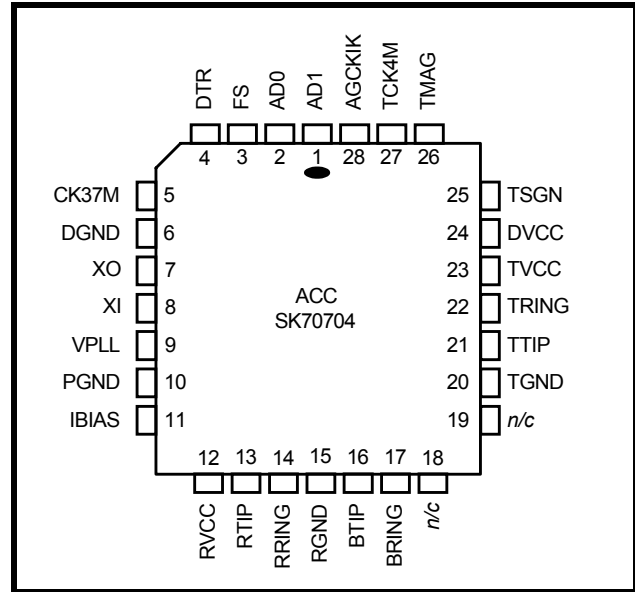 DTR FS AD0 AD1 AGCKIK TCK4M TMAG
4 3 2 1 28 27 26
CK37M 5 25 TSGN
DGND 6 24 DVCC
XO 7 23 TVCC
XI 8 22 TRING
VPLL 9 21 TTIP
PGND 10 20 TGND
IBIAS 11 19 n/c
ACC
SK70704
12 13 14 15 16 17 18
RVCC RTIP RRING RGND BTIP BRING n/c